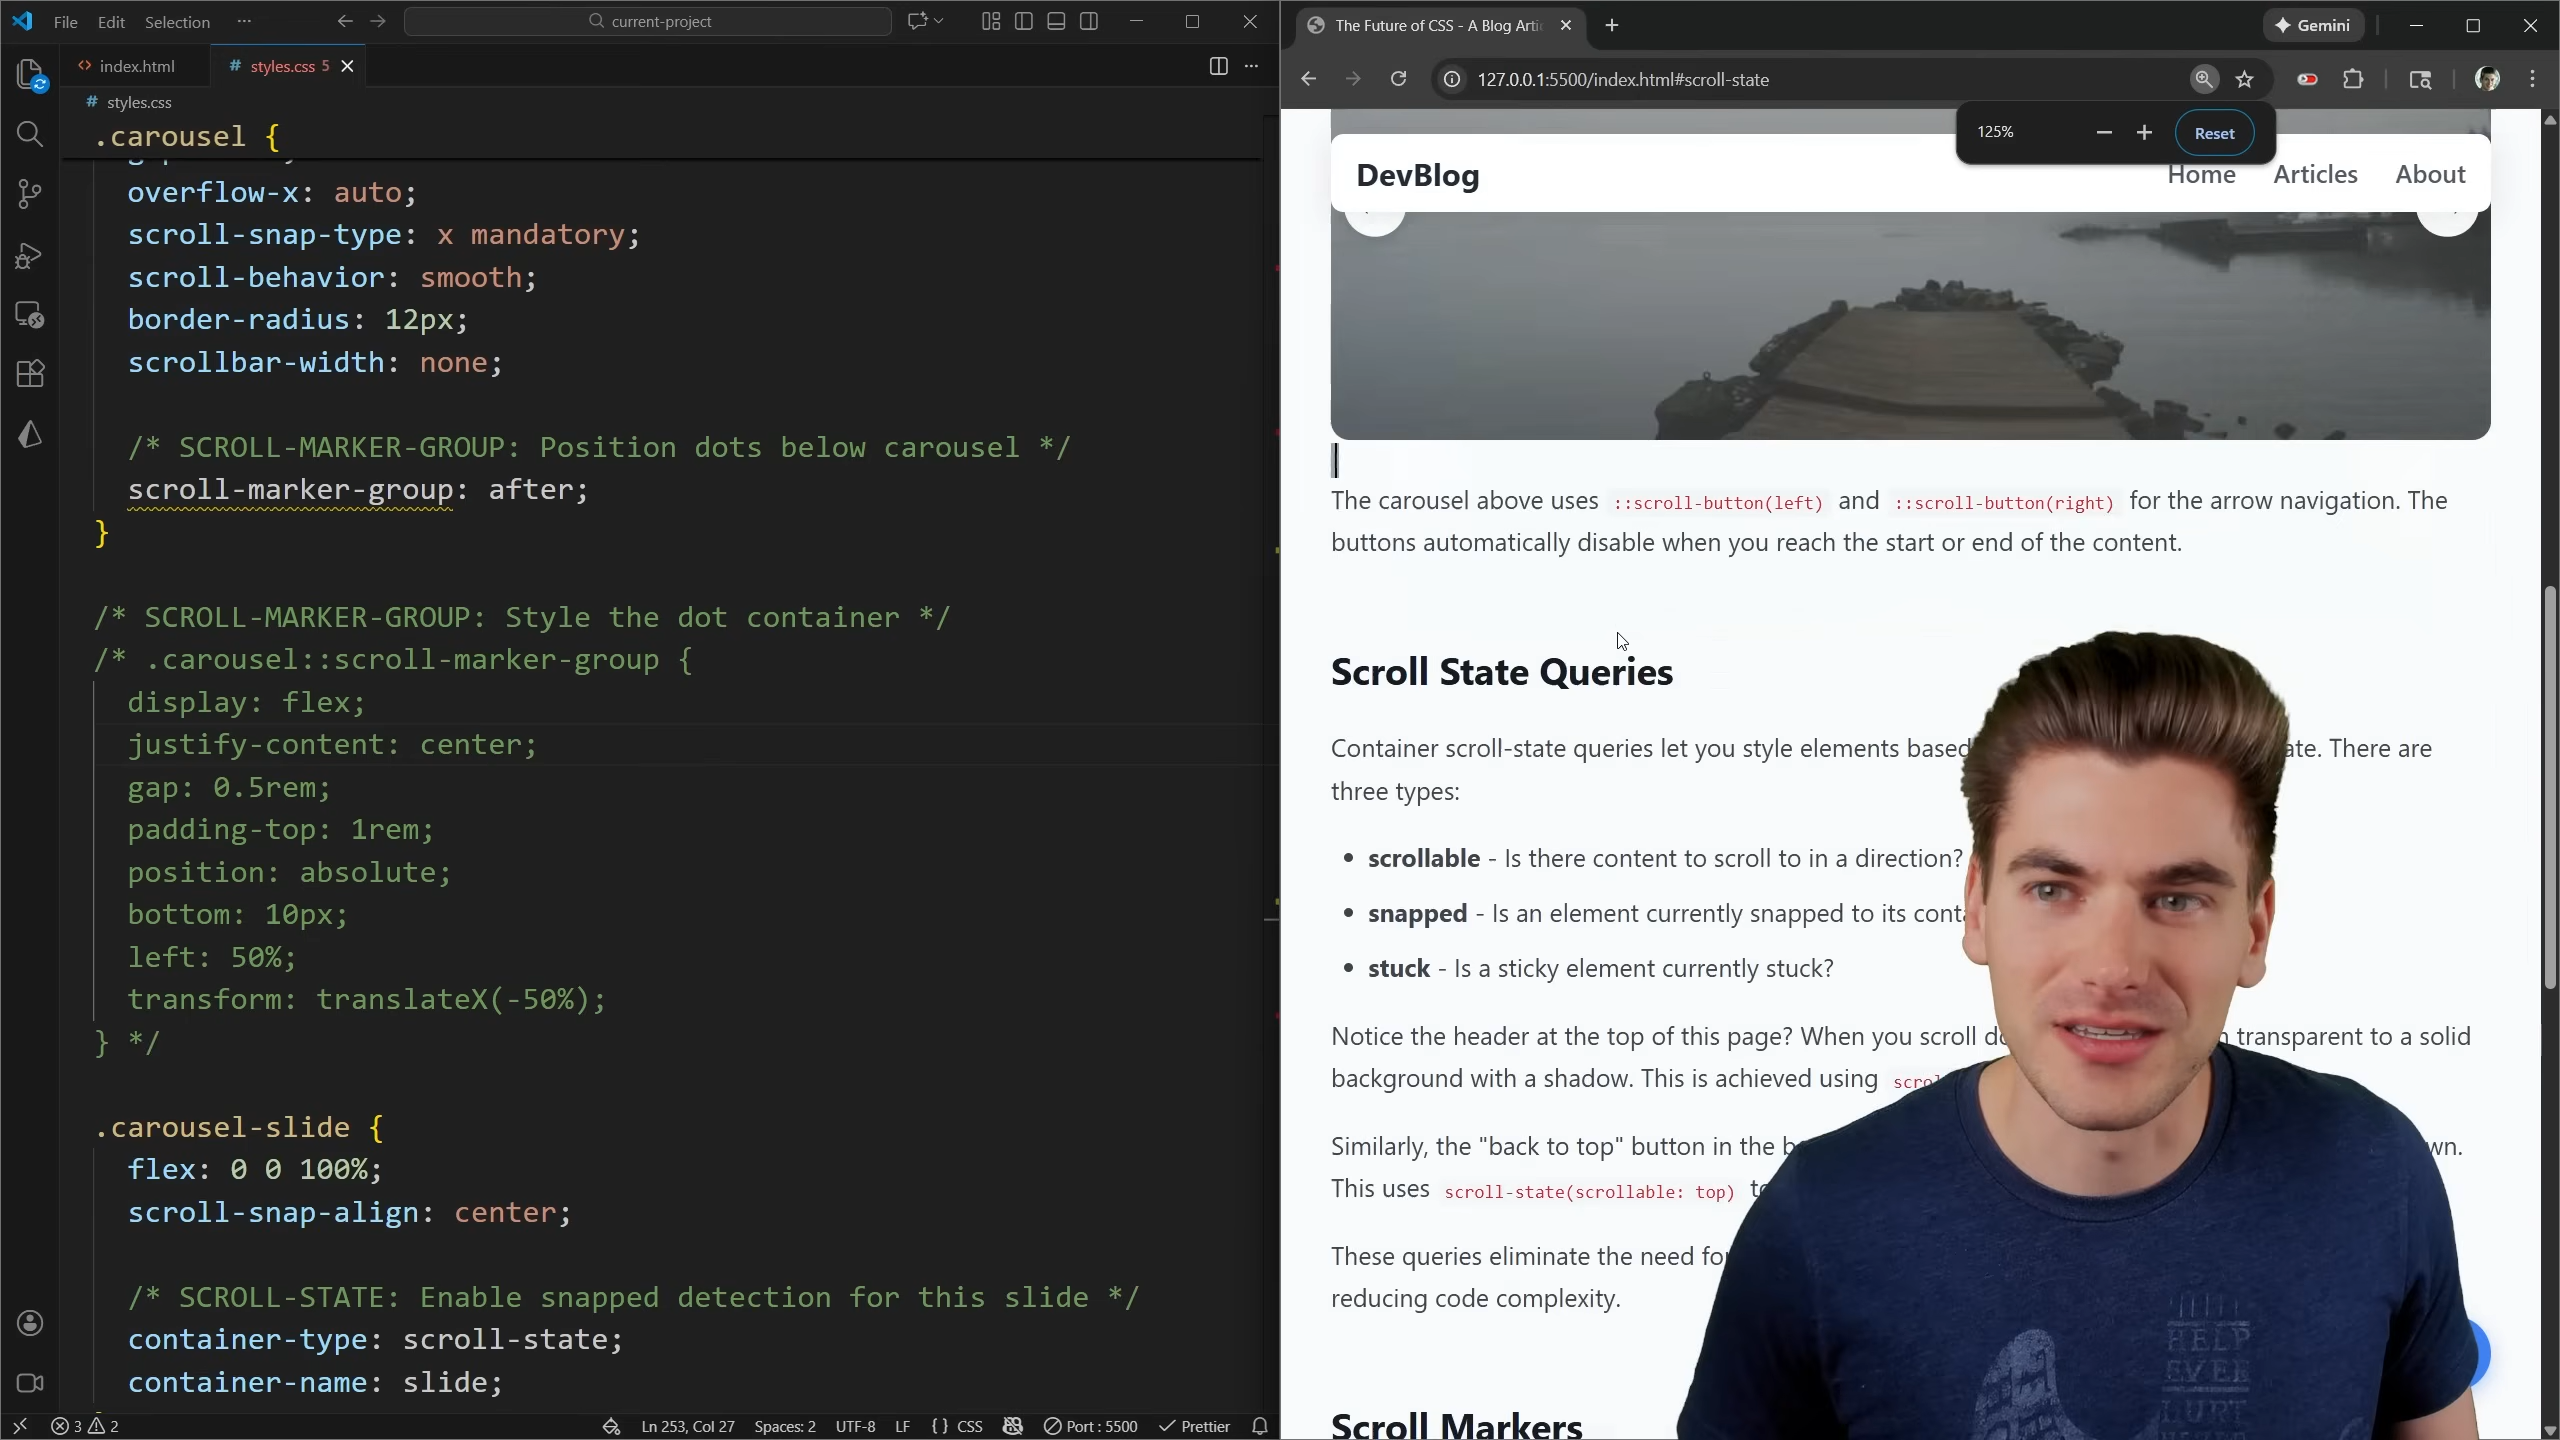 File Edit Selection ··· current-project
index.html
# styles.css 5
# styles.css
.carousel {
overflow-x: auto;
scroll-snap-type: x mandatory;
scroll-behavior: smooth;
border-radius: 12px;
scrollbar-width: none;
/* SCROLL-MARKER-GROUP: Position dots below carousel */
scroll-marker-group: after;
}
/* SCROLL-MARKER-GROUP: Style the dot container */
/* .carousel::scroll-marker-group {
display: flex;
justify-content: center;
gap: 0.5rem;
padding-top: 1rem;
position: absolute;
bottom: 10px;
left: 50%;
transform: translateX(-50%);
} */
.carousel-slide {
flex: 0 0 100%;
scroll-snap-align: center;
/* SCROLL-STATE: Enable snapped detection for this slide */
container-type: scroll-state;
container-name: slide;
3 2 Ln 253, Col 27 Spaces: 2 UTF-8 LF {} CSS Port : 5500 Prettier
The Future of CSS - A Blog Arti
Gemini
127.0.0.1:5500/index.html#scroll-state
125% Reset
DevBlog Home Articles About
The carousel above uses ::scroll-button(left) and ::scroll-button(right) for the arrow navigation. The
buttons automatically disable when you reach the start or end of the content.
Scroll State Queries
Container scroll-state queries let you style elements based ate. There are
three types:
scrollable - Is there content to scroll to in a direction?
snapped - Is an element currently snapped to its conta
stuck - Is a sticky element currently stuck?
Notice the header at the top of this page? When you scroll do transparent to a solid
background with a shadow. This is achieved using scrol
Similarly, the "back to top" button in the b wn.
This uses scroll-state(scrollable: top) to
These queries eliminate the need fo
reducing code complexity.
Scroll Markers
HELP
EVER
HURT